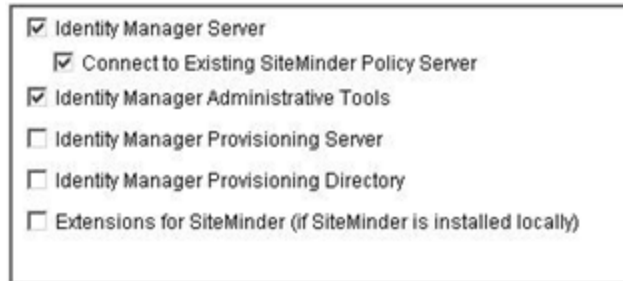 Identity Manager Server
Connect to Existing SiteMinder Policy Server
Identity Manager Administrative Tools
Identity Manager Provisioning Server
Identity Manager Provisioning Directory
Extensions for SiteMinder (if SiteMinder is installed locally)